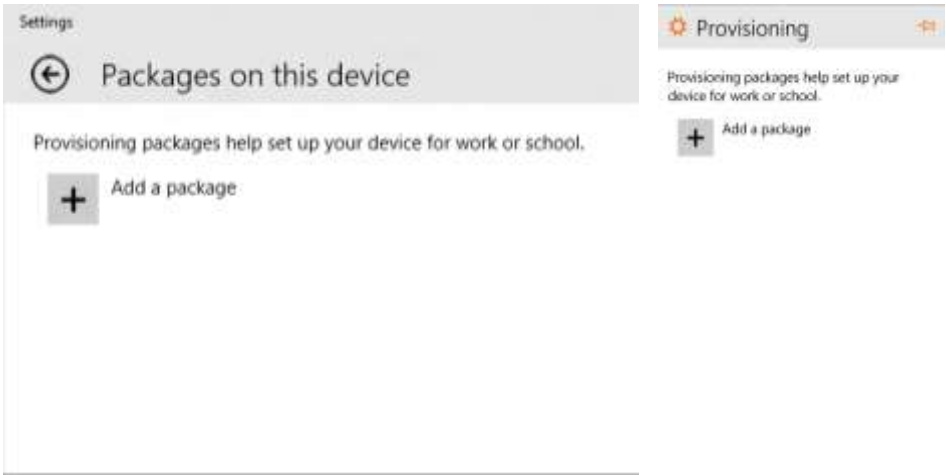 Settings
Packages on this device
Provisioning packages help set up your device for work or school.
Add a package
Provisioning
Provisioning packages help set up your
device for work or school.
Add a package